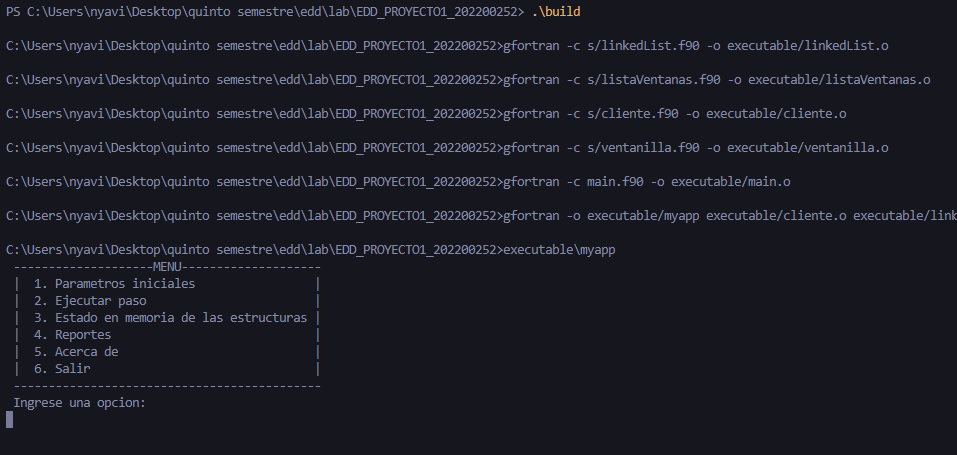 PS C:\Users\nyavi\Desktop\quinto semestre\edd\lab\EDD_PROYECTO1_202200252> .\build
C:\Users\nyavi\Desktop\quinto semestre\edd\lab\EDD_PROYECTO1_202200252>gfortran -c s/linkedList.f90 -o executable/linkedList.o
C:\Users\nyavi\Desktop\quinto semestre\edd\lab\EDD_PROYECTO1_202200252>gfortran -c s/listaVentanas.f90 -o executable/listaVentanas.o
C:\Users\nyavi\Desktop\quinto semestre\edd\lab\EDD_PROYECTO1_202200252>gfortran -c s/cliente.f90 -o executable/cliente.o
C:\Users\nyavi\Desktop\quinto semestre\edd\lab\EDD_PROYECTO1_202200252>gfortran -c s/ventanilla.f90 -o executable/ventanilla.o
C:\Users\nyavi\Desktop\quinto semestre\edd\lab\EDD_PROYECTO1_202200252>gfortran -c main.f90 -o executable/main.o
C:\Users\nyavi\Desktop\quinto semestre\edd\lab\EDD_PROYECTO1_202200252>gfortran -o executable/myapp executable/cliente.o executable/link
C:\Users\nyavi\Desktop\quinto semestre\edd\lab\EDD_PROYECTO1_202200252>executable\myapp
--------------------MENU--------------------
| 1. Parametros iniciales |
| 2. Ejecutar paso |
| 3. Estado en memoria de las estructuras |
| 4. Reportes |
| 5. Acerca de |
| 6. Salir |
--------------------------------------------
Ingrese una opcion: